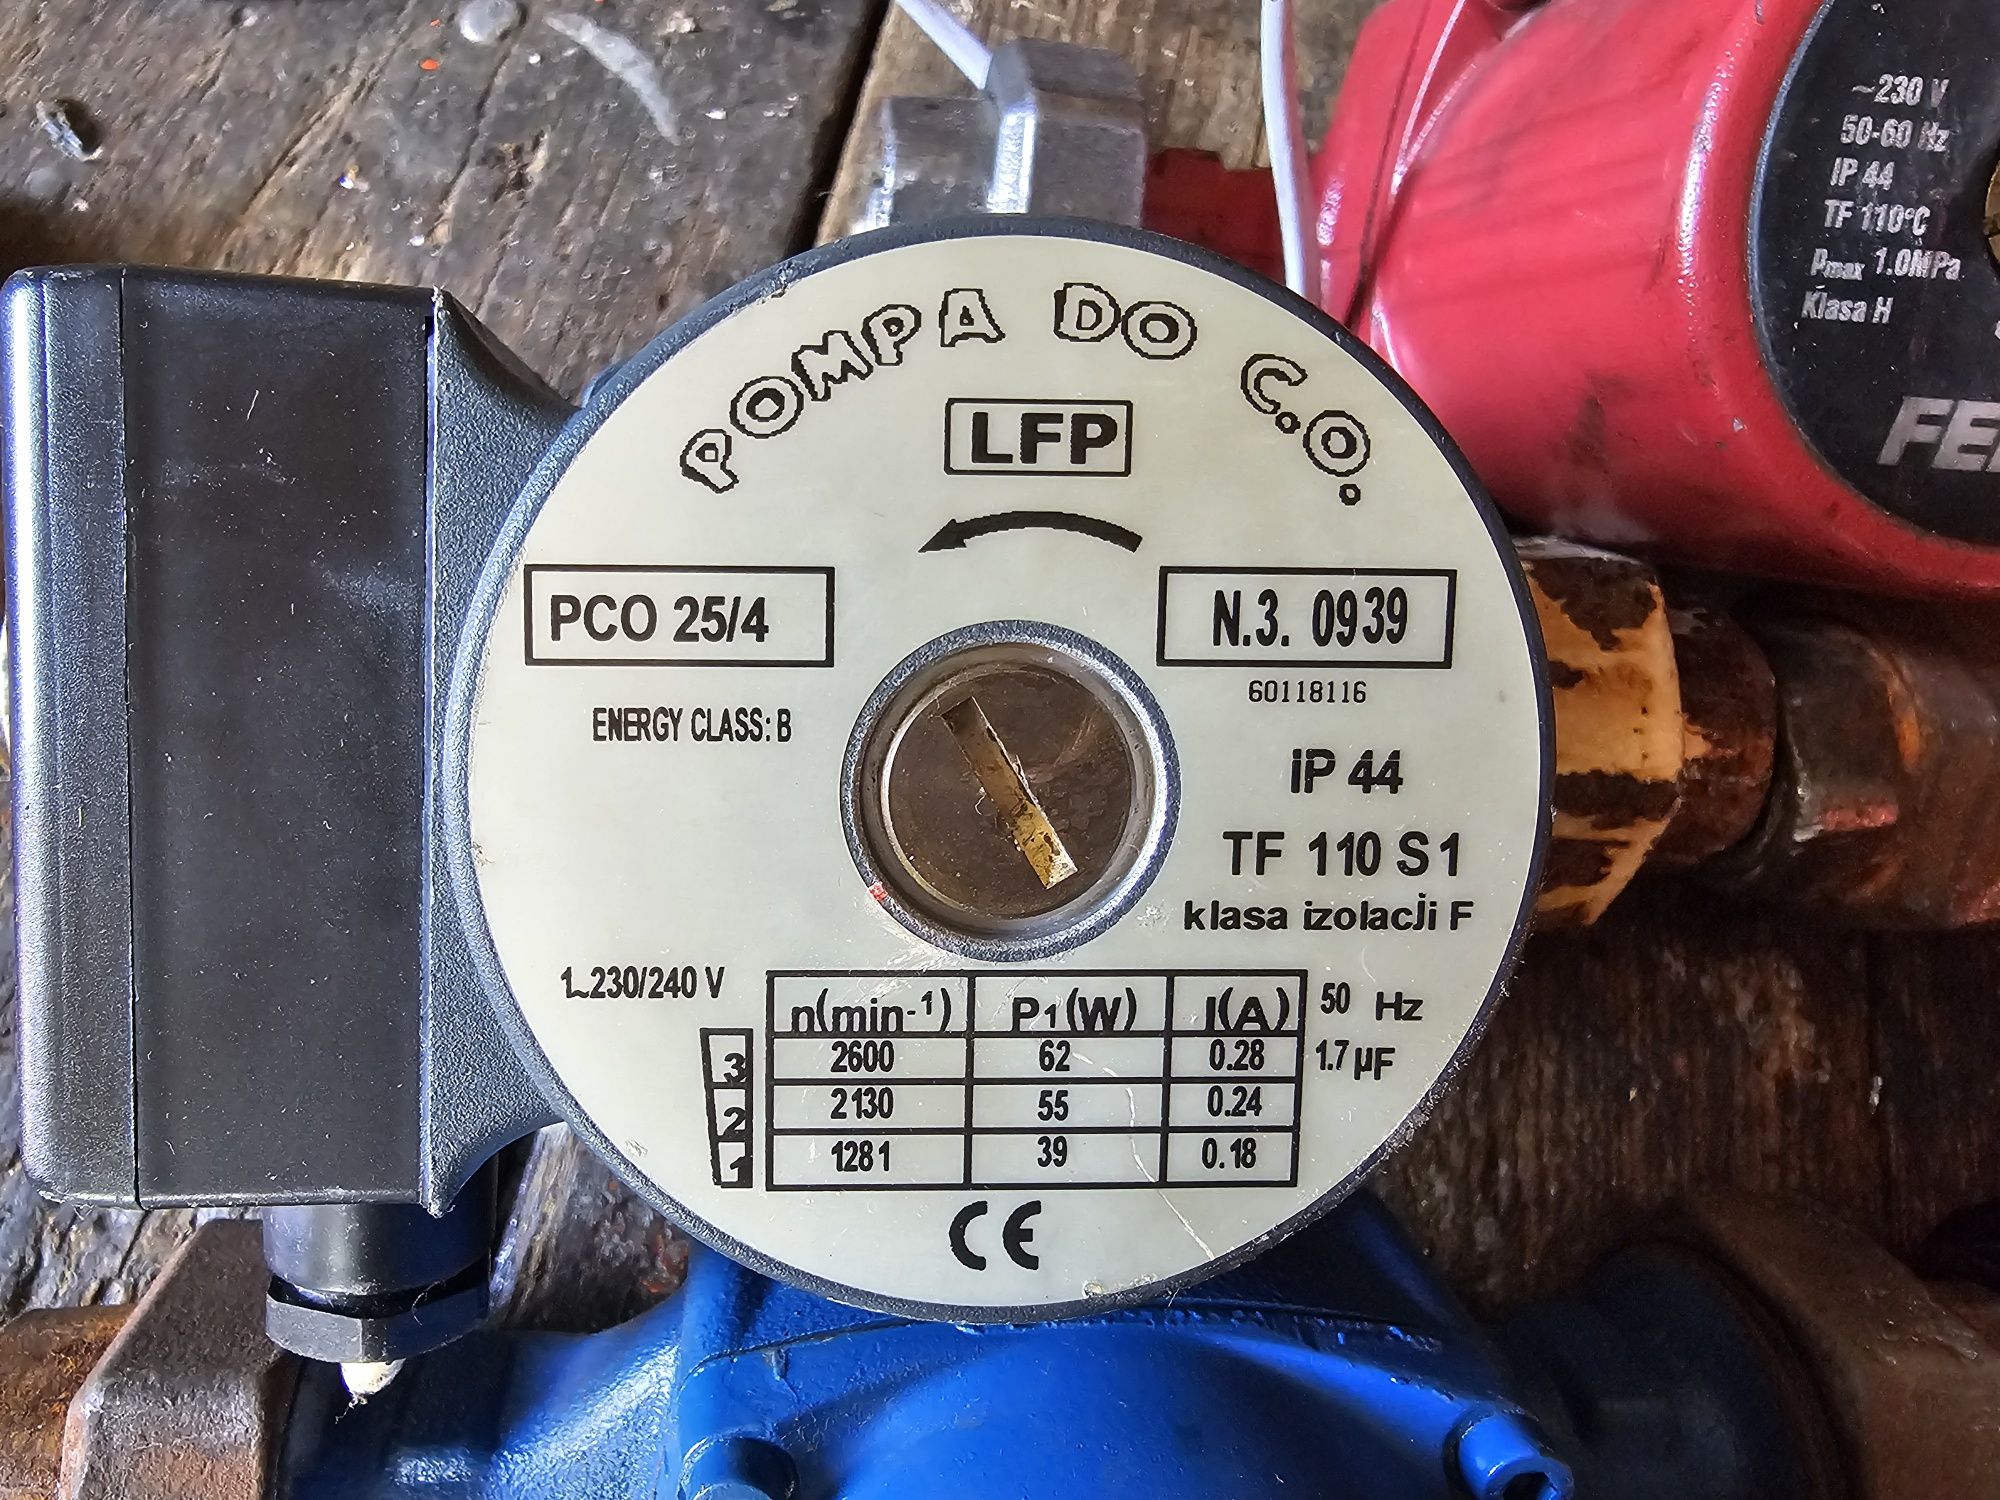 POMPA DO C.O.
LFP
PCO 25/4
N.3. 0939
60118116
ENERGY CLASS: B
IP 44
TF 110 S1
klasa izolacji F
1~230/240 V
n(min-1) P1(W) I(A) 50 Hz
3 2600 62 0.28 1.7 µF
2 2130 55 0.24
1 1281 39 0.18
CE
~230 V
50-60 Hz
IP 44
TF 110°C
Pmax 1.0MPa
Klasa H